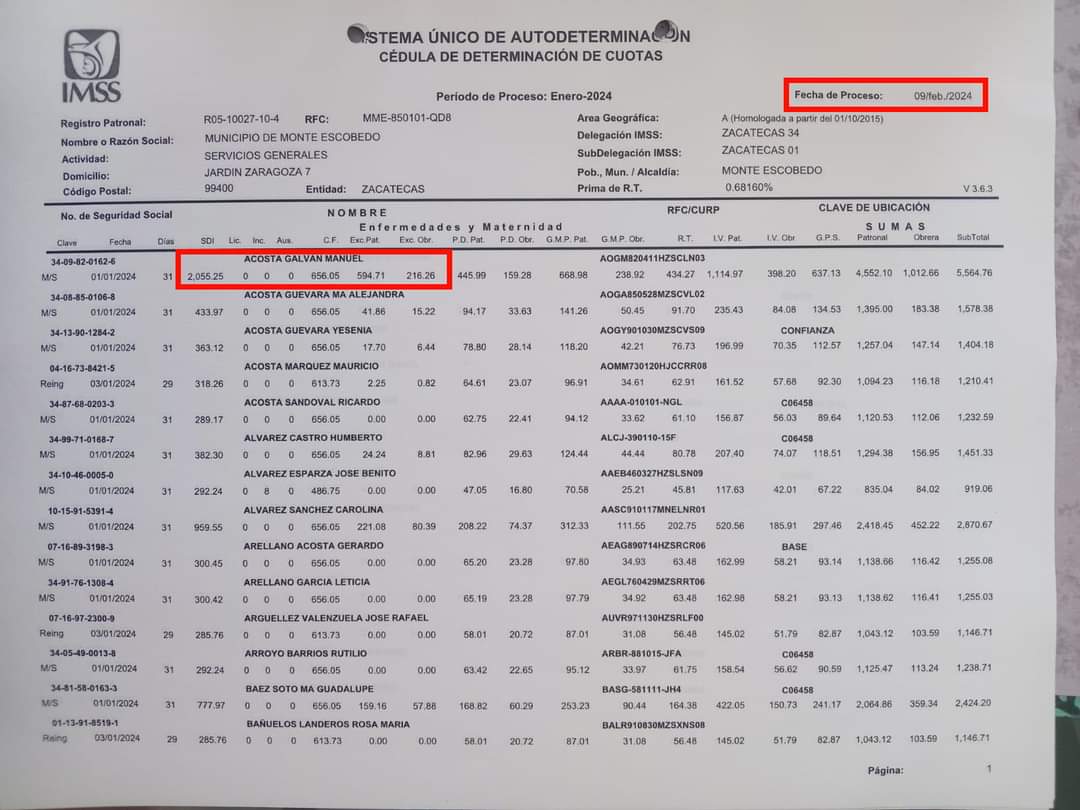 SISTEMA ÚNICO DE AUTODETERMINACIÓN
CÉDULA DE DETERMINACIÓN DE CUOTAS
IMSS
Período de Proceso: Enero-2024
Fecha de Proceso: 09/feb./2024
Registro Patronal: R05-10027-10-4 RFC: MME-850101-QD8 Area Geográfica: A (Homologada a partir del 01/10/2015)
Nombre o Razón Social: MUNICIPIO DE MONTE ESCOBEDO Delegación IMSS: ZACATECAS 34
Actividad: SERVICIOS GENERALES SubDelegación IMSS: ZACATECAS 01
Domicilio: JARDIN ZARAGOZA 7 Pob., Mun. / Alcaldía: MONTE ESCOBEDO
Código Postal: 99400 Entidad: ZACATECAS Prima de R.T. 0.68160% V 3.6.3
No. de Seguridad Social NOMBRE RFC/CURP CLAVE DE UBICACIÓN
Enfermedades y Maternidad SUMAS
Clave Fecha Días SDI Lic. Inc. Aus. C.F. Exc.Pat. Exc. Obr. P.D. Pat. P.D. Obr. G.M.P. Pat. G.M.P. Obr. R.T. I.V. Pat. I.V. Obr G.P.S. Patronal Obrera SubTotal
34-09-82-0162-6 ACOSTA GALVAN MANUEL AOGM820411HZSCLN03
M/S 01/01/2024 31 2,055.25 0 0 0 656.05 594.71 216.26 445.99 159.28 668.98 238.92 434.27 1,114.97 398.20 637.13 4,552.10 1,012.66 5,564.76
34-08-85-0106-8 ACOSTA GUEVARA MA ALEJANDRA AOGA850528MZSCVL02
M/S 01/01/2024 31 433.97 0 0 0 656.05 41.86 15.22 94.17 33.63 141.26 50.45 91.70 235.43 84.08 134.53 1,395.00 183.38 1,578.38
34-13-90-1284-2 ACOSTA GUEVARA YESENIA AOGY901030MZSCVS09 CONFIANZA
M/S 01/01/2024 31 363.12 0 0 0 656.05 17.70 6.44 78.80 28.14 118.20 42.21 76.73 196.99 70.35 112.57 1,257.04 147.14 1,404.18
04-16-73-8421-5 ACOSTA MARQUEZ MAURICIO AOMM730120HJCCRR08
Reing 03/01/2024 29 318.26 0 0 0 613.73 2.25 0.82 64.61 23.07 96.91 34.61 62.91 161.52 57.68 92.30 1,094.23 116.18 1,210.41
34-87-68-0203-3 ACOSTA SANDOVAL RICARDO AAAA-010101-NGL C06458
M/S 01/01/2024 31 289.17 0 0 0 656.05 0.00 0.00 62.75 22.41 94.12 33.62 61.10 156.87 56.03 89.64 1,120.53 112.06 1,232.59
34-99-71-0168-7 ALVAREZ CASTRO HUMBERTO ALCJ-390110-15F C06458
M/S 01/01/2024 31 382.30 0 0 0 656.05 24.24 8.81 82.96 29.63 124.44 44.44 80.78 207.40 74.07 118.51 1,294.38 156.95 1,451.33
34-10-46-0005-0 ALVAREZ ESPARZA JOSE BENITO AAEB460327HZSLSN09
M/S 01/01/2024 31 292.24 0 8 0 486.75 0.00 0.00 47.05 16.80 70.58 25.21 45.81 117.63 42.01 67.22 835.04 84.02 919.06
10-15-91-5391-4 ALVAREZ SANCHEZ CAROLINA AASC910117MNELNR01
M/S 01/01/2024 31 959.55 0 0 0 656.05 221.08 80.39 208.22 74.37 312.33 111.55 202.75 520.56 185.91 297.46 2,418.45 452.22 2,870.67
07-16-89-3198-3 ARELLANO ACOSTA GERARDO AEAG890714HZSRCR06 BASE
M/S 01/01/2024 31 300.45 0 0 0 656.05 0.00 0.00 65.20 23.28 97.80 34.93 63.48 162.99 58.21 93.14 1,138.66 116.42 1,255.08
34-91-76-1308-4 ARELLANO GARCIA LETICIA AEGL760429MZSRRT06
M/S 01/01/2024 31 300.42 0 0 0 656.05 0.00 0.00 65.19 23.28 97.79 34.92 63.48 162.98 58.21 93.13 1,138.62 116.41 1,255.03
07-16-97-2300-9 ARGUELLEZ VALENZUELA JOSE RAFAEL AUVR971130HZSRLF00
Reing 03/01/2024 29 285.76 0 0 0 613.73 0.00 0.00 58.01 20.72 87.01 31.08 56.48 145.02 51.79 82.87 1,043.12 103.59 1,146.71
34-05-49-0013-8 ARROYO BARRIOS RUTILIO ARBR-881015-JFA C06458
M/S 01/01/2024 31 292.24 0 0 0 656.05 0.00 0.00 63.42 22.65 95.12 33.97 61.75 158.54 56.62 90.59 1,125.47 113.24 1,238.71
34-81-58-0163-3 BAEZ SOTO MA GUADALUPE BASG-581111-JH4 C06458
M/S 01/01/2024 31 777.97 0 0 0 656.05 159.16 57.88 168.82 60.29 253.23 90.44 164.38 422.05 150.73 241.17 2,064.86 359.34 2,424.20
01-13-91-8519-1 BAÑUELOS LANDEROS ROSA MARIA BALR910830MZSXNS08
Reing 03/01/2024 29 285.76 0 0 0 613.73 0.00 0.00 58.01 20.72 87.01 31.08 56.48 145.02 51.79 82.87 1,043.12 103.59 1,146.71
Página: 1